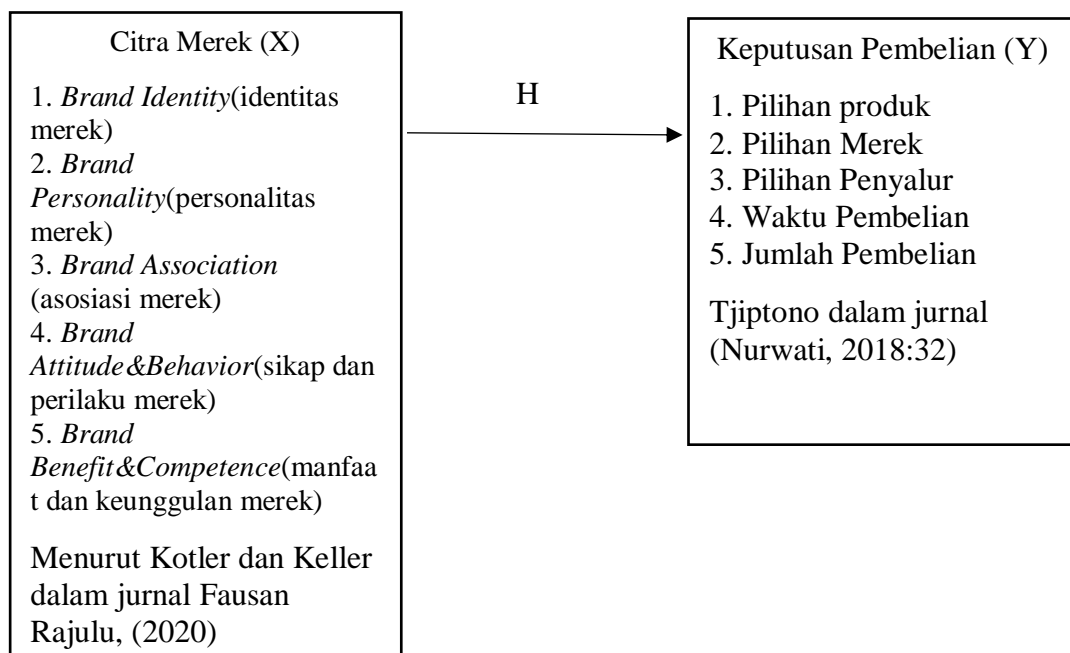 Citra Merek (X)
1. Brand Identity(identitas
merek)
2. Brand
Personality(personalitas
merek)
3. Brand Association
(asosiasi merek)
4. Brand
Attitude&Behavior(sikap dan
perilaku merek)
5. Brand
Benefit&Competence(manfaa
t dan keunggulan merek)
Menurut Kotler dan Keller
dalam jurnal Fausan
Rajulu, (2020)
H
Keputusan Pembelian (Y)
1. Pilihan produk
2. Pilihan Merek
3. Pilihan Penyalur
4. Waktu Pembelian
5. Jumlah Pembelian
Tjiptono dalam jurnal
(Nurwati, 2018:32)